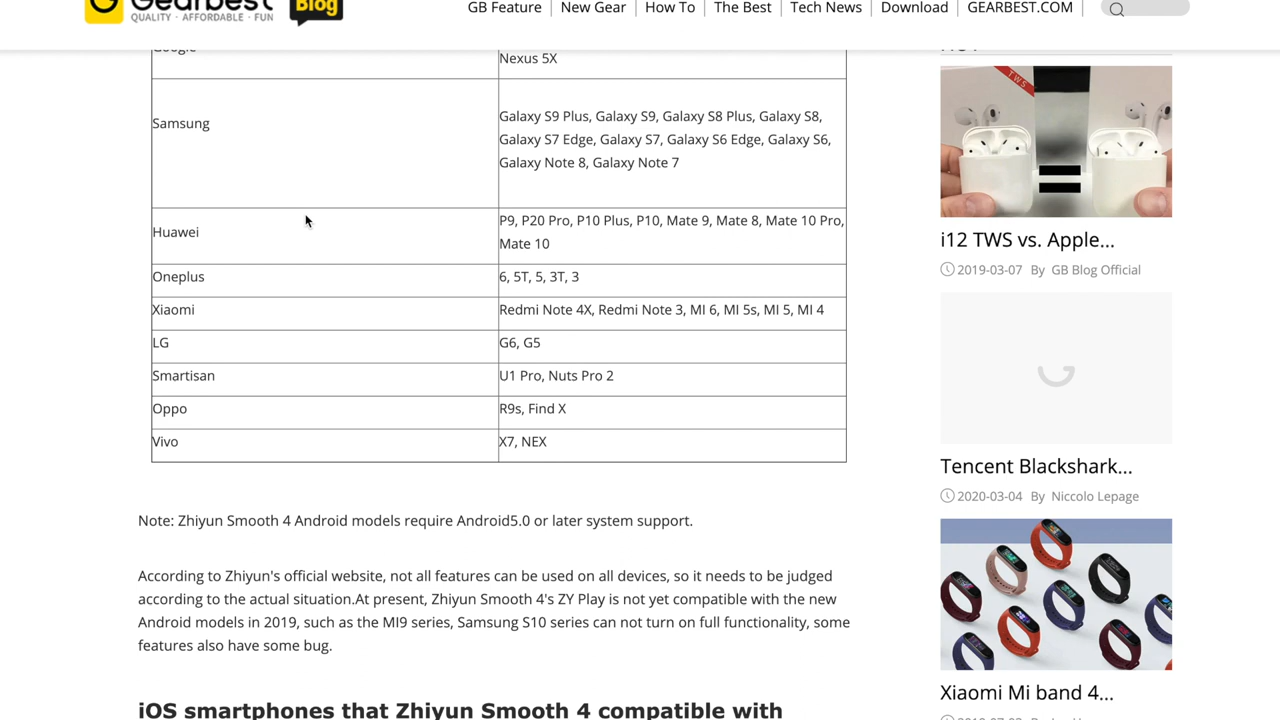 Gearbest
QUALITY · AFFORDABLE · FUN
Blog
GB Feature
New Gear
How To
The Best
Tech News
Download
GEARBEST.COM
Google
Nexus 5X
Samsung
Galaxy S9 Plus, Galaxy S9, Galaxy S8 Plus, Galaxy S8,
Galaxy S7 Edge, Galaxy S7, Galaxy S6 Edge, Galaxy S6,
Galaxy Note 8, Galaxy Note 7
Huawei
P9, P20 Pro, P10 Plus, P10, Mate 9, Mate 8, Mate 10 Pro,
Mate 10
Oneplus
6, 5T, 5, 3T, 3
Xiaomi
Redmi Note 4X, Redmi Note 3, MI 6, MI 5s, MI 5, MI 4
LG
G6, G5
Smartisan
U1 Pro, Nuts Pro 2
Oppo
R9s, Find X
Vivo
X7, NEX
Note: Zhiyun Smooth 4 Android models require Android5.0 or later system support.
According to Zhiyun's official website, not all features can be used on all devices, so it needs to be judged
according to the actual situation.At present, Zhiyun Smooth 4's ZY Play is not yet compatible with the new
Android models in 2019, such as the MI9 series, Samsung S10 series can not turn on full functionality, some
features also have some bug.
iOS smartphones that Zhiyun Smooth 4 compatible with
TWS
i12 TWS vs. Apple...
2019-03-07 By GB Blog Official
Tencent Blackshark...
2020-03-04 By Niccolo Lepage
Xiaomi Mi band 4...